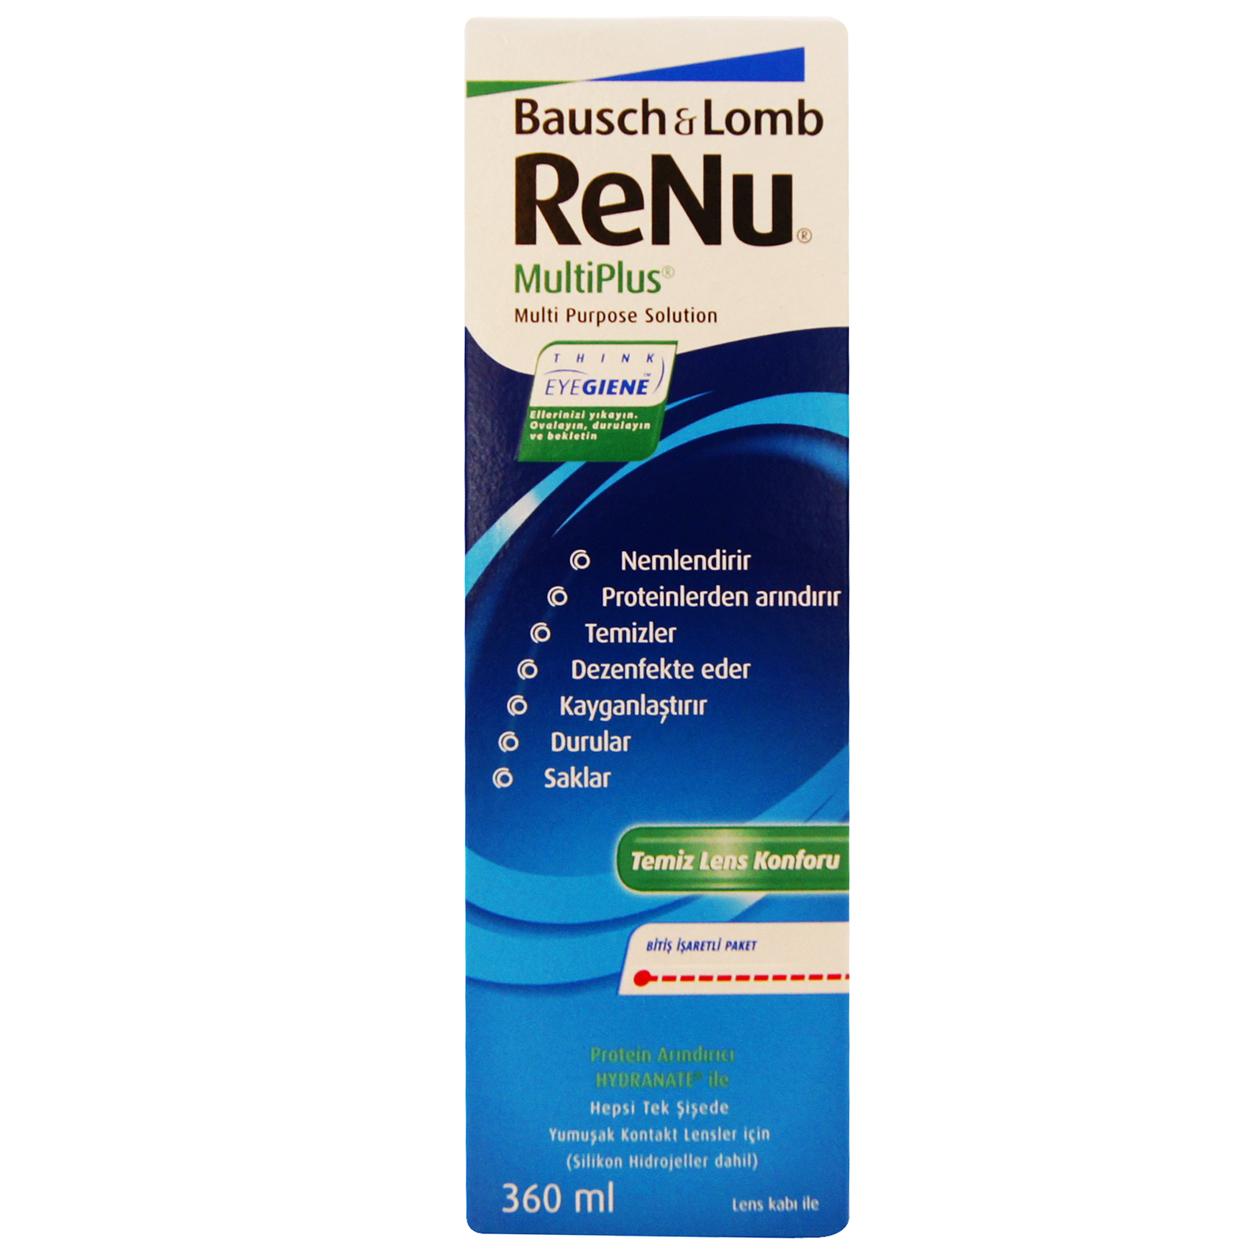 Bausch & Lomb
ReNu®
MultiPlus®
Multi Purpose Solution
THINK
EYEGIENE™
Ellerinizi yıkayın.
Ovalayın, durulayın
ve bekletin
Nemlendirir
Proteinlerden arındırır
Temizler
Dezenfekte eder
Kayganlaştırır
Durular
Saklar
Temiz Lens Konforu
BİTİŞ İŞARETLİ PAKET
Protein Arındırıcı
HYDRANATE® ile
Hepsi Tek Şişede
Yumuşak Kontakt Lensler için
(Silikon Hidrojeller dahil)
360 ml
Lens kabı ile